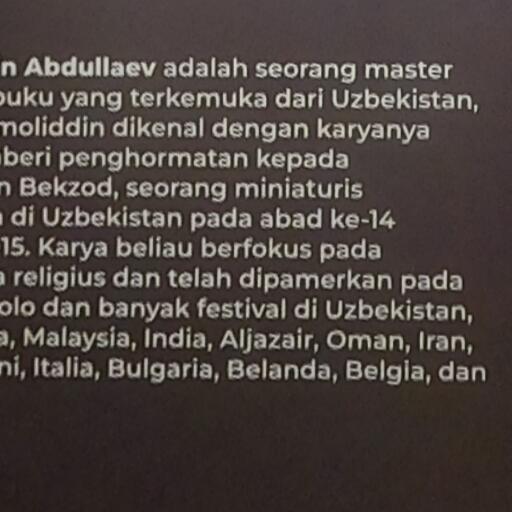 n Abdullaev adalah seorang master
buku yang terkemuka dari Uzbekistan,
moliddin dikenal dengan karyanya
beri penghormatan kepada
n Bekzod, seorang miniaturis
di Uzbekistan pada abad ke-14
15. Karya beliau berfokus pada
religius dan telah dipamerkan pada
olo dan banyak festival di Uzbekistan,
a, Malaysia, India, Aljazair, Oman, Iran,
ni, Italia, Bulgaria, Belanda, Belgia, dan